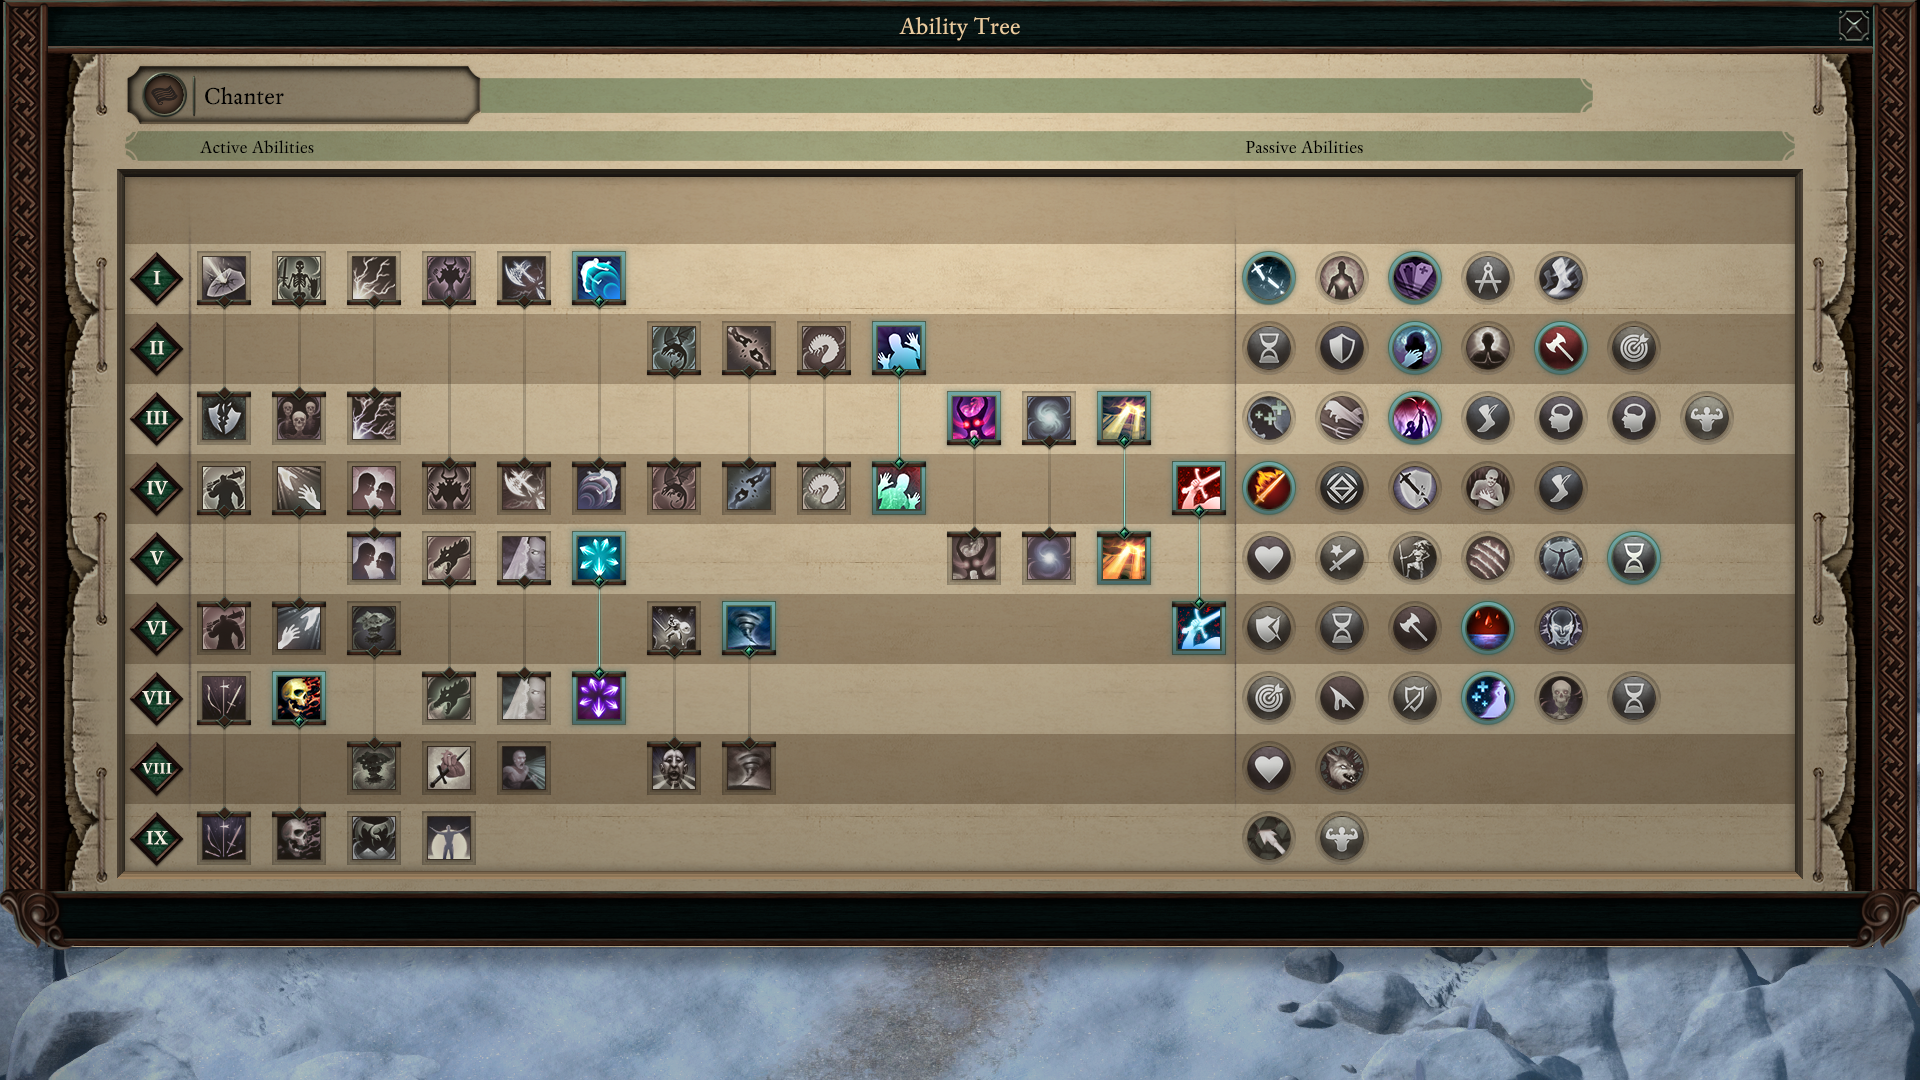 Ability Tree
Chanter
Active Abilities
Passive Abilities
I
II
III
IV
V
VI
VII
VIII
IX